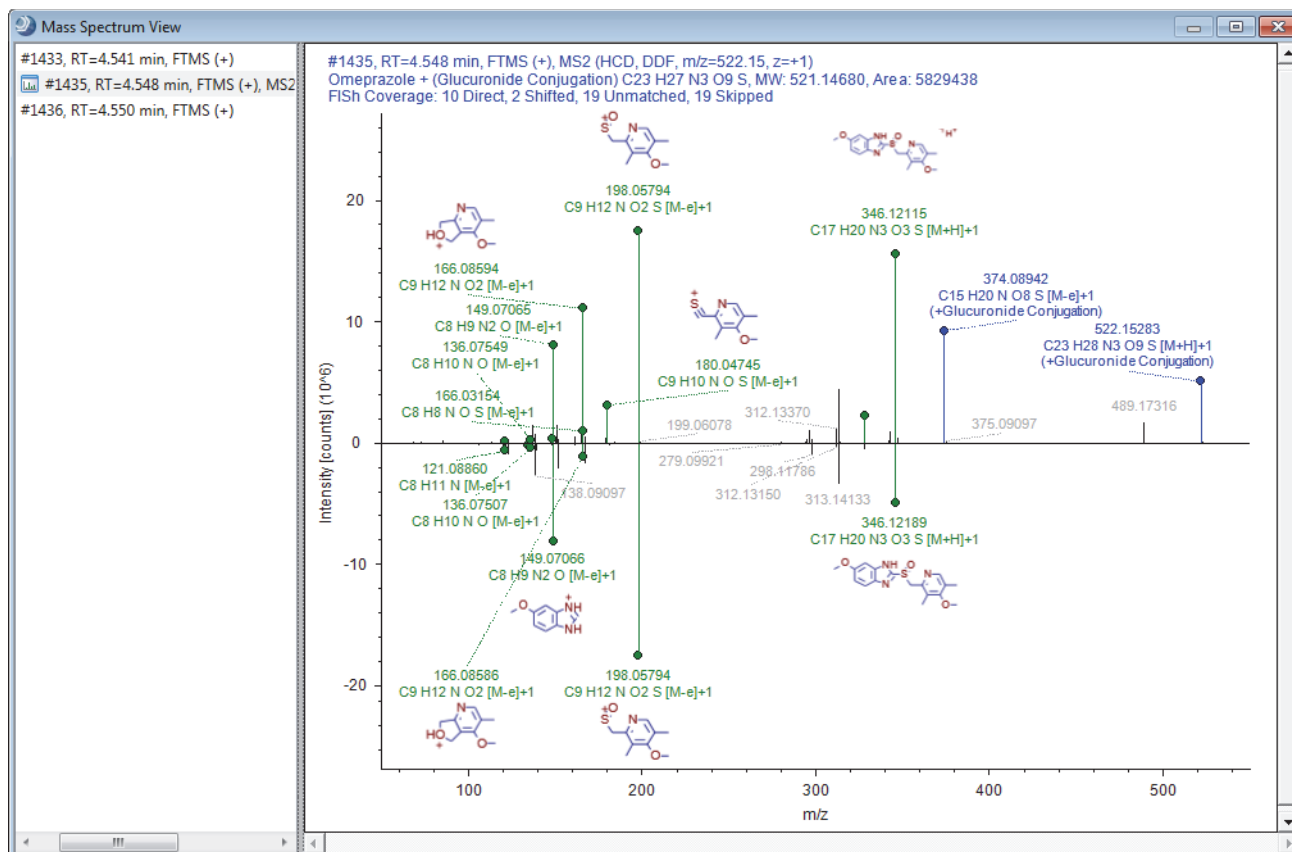 Mass Spectrum View
#1433, RT=4.541 min, FTMS (+)
#1435, RT=4.548 min, FTMS (+), MS2
#1436, RT=4.550 min, FTMS (+)
#1435, RT=4.548 min, FTMS (+), MS2 (HCD, DDF, m/z=522.15, z=+1)
Omeprazole + (Glucuronide Conjugation) C23 H27 N3 O9 S, MW: 521.14680, Area: 5829438
FISh Coverage: 10 Direct, 2 Shifted, 19 Unmatched, 19 Skipped
198.05794
C9 H12 N O2 S [M-e]+1
346.12115
C17 H20 N3 O3 S [M+H]+1
166.08594
C9 H12 N O2 [M-e]+1
149.07065
C8 H9 N2 O [M-e]+1
136.07549
C8 H10 N O [M-e]+1
166.03154
C8 H8 N O S [M-e]+1
180.04745
C9 H10 N O S [M-e]+1
374.08942
C15 H20 N O8 S [M-e]+1
(+Glucuronide Conjugation)
522.15283
C23 H28 N3 O9 S [M+H]+1
(+Glucuronide Conjugation)
199.06078
312.13370
375.09097
489.17316
279.09921
298.11786
312.13150
313.14133
138.09097
121.08860
C8 H11 N [M-e]+1
136.07507
C8 H10 N O [M-e]+1
149.07066
C8 H9 N2 O [M-e]+1
346.12189
C17 H20 N3 O3 S [M+H]+1
166.08586
C9 H12 N O2 [M-e]+1
198.05794
C9 H12 N O2 S [M-e]+1
Intensity [counts] (10^6)
20
10
0
-10
-20
100
200
300
400
500
m/z